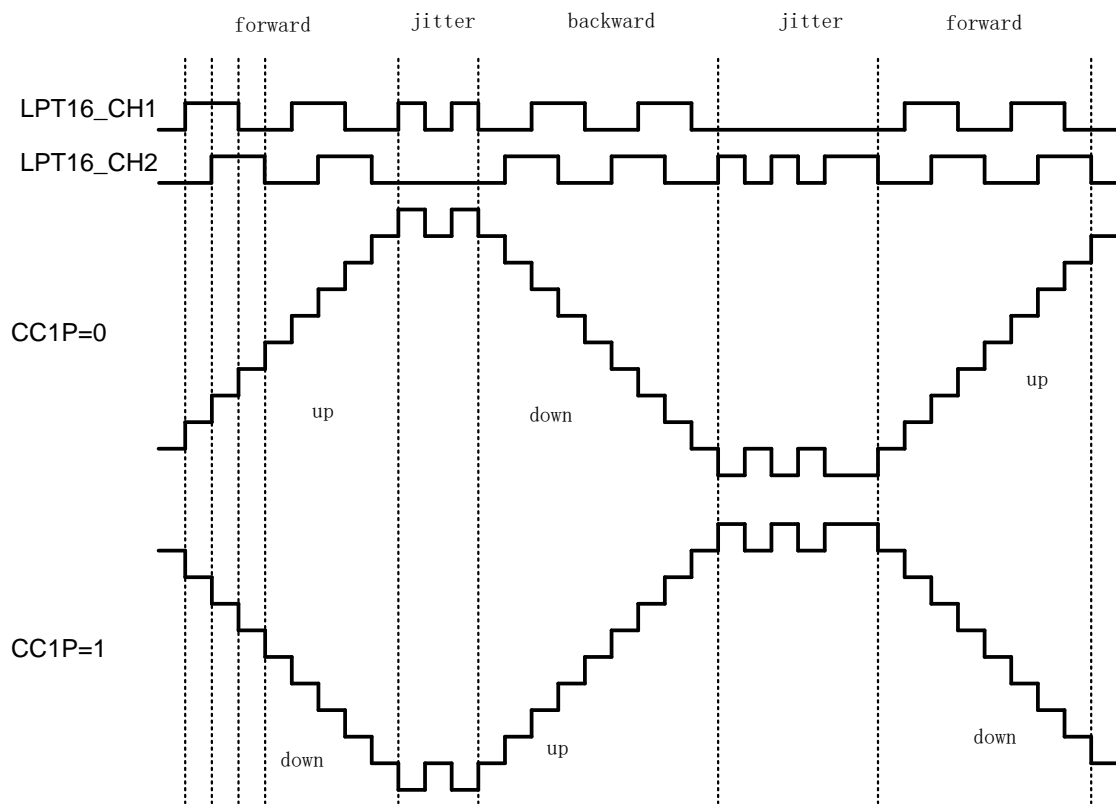 forward jitter backward jitter forward
LPT16_CH1
LPT16_CH2
CC1P=0
up down up
CC1P=1
down up down